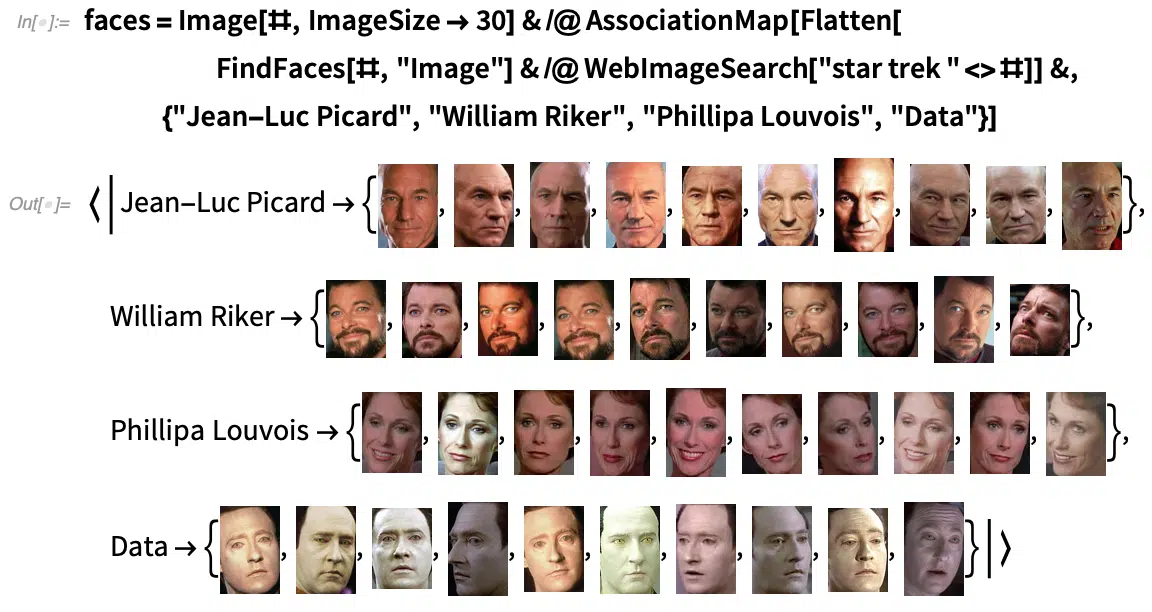 In[●]:= faces = Image[#, ImageSize → 30] & /@ AssociationMap[Flatten[
FindFaces[#, "Image"] & /@ WebImageSearch["star trek " <> #]] &,
{"Jean–Luc Picard", "William Riker", "Phillipa Louvois", "Data"}]
Out[●]= <|Jean–Luc Picard → { , , , , , , , , , },
William Riker → { , , , , , , , , , },
Phillipa Louvois → { , , , , , , , , , },
Data → { , , , , , , , , , }|>